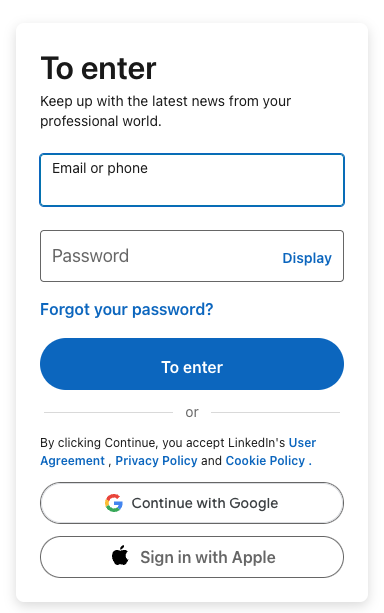 To enter
Keep up with the latest news from your
professional world.
Email or phone
Password
Display
Forgot your password?
To enter
or
By clicking Continue, you accept LinkedIn's User
Agreement , Privacy Policy and Cookie Policy .
Continue with Google
Sign in with Apple